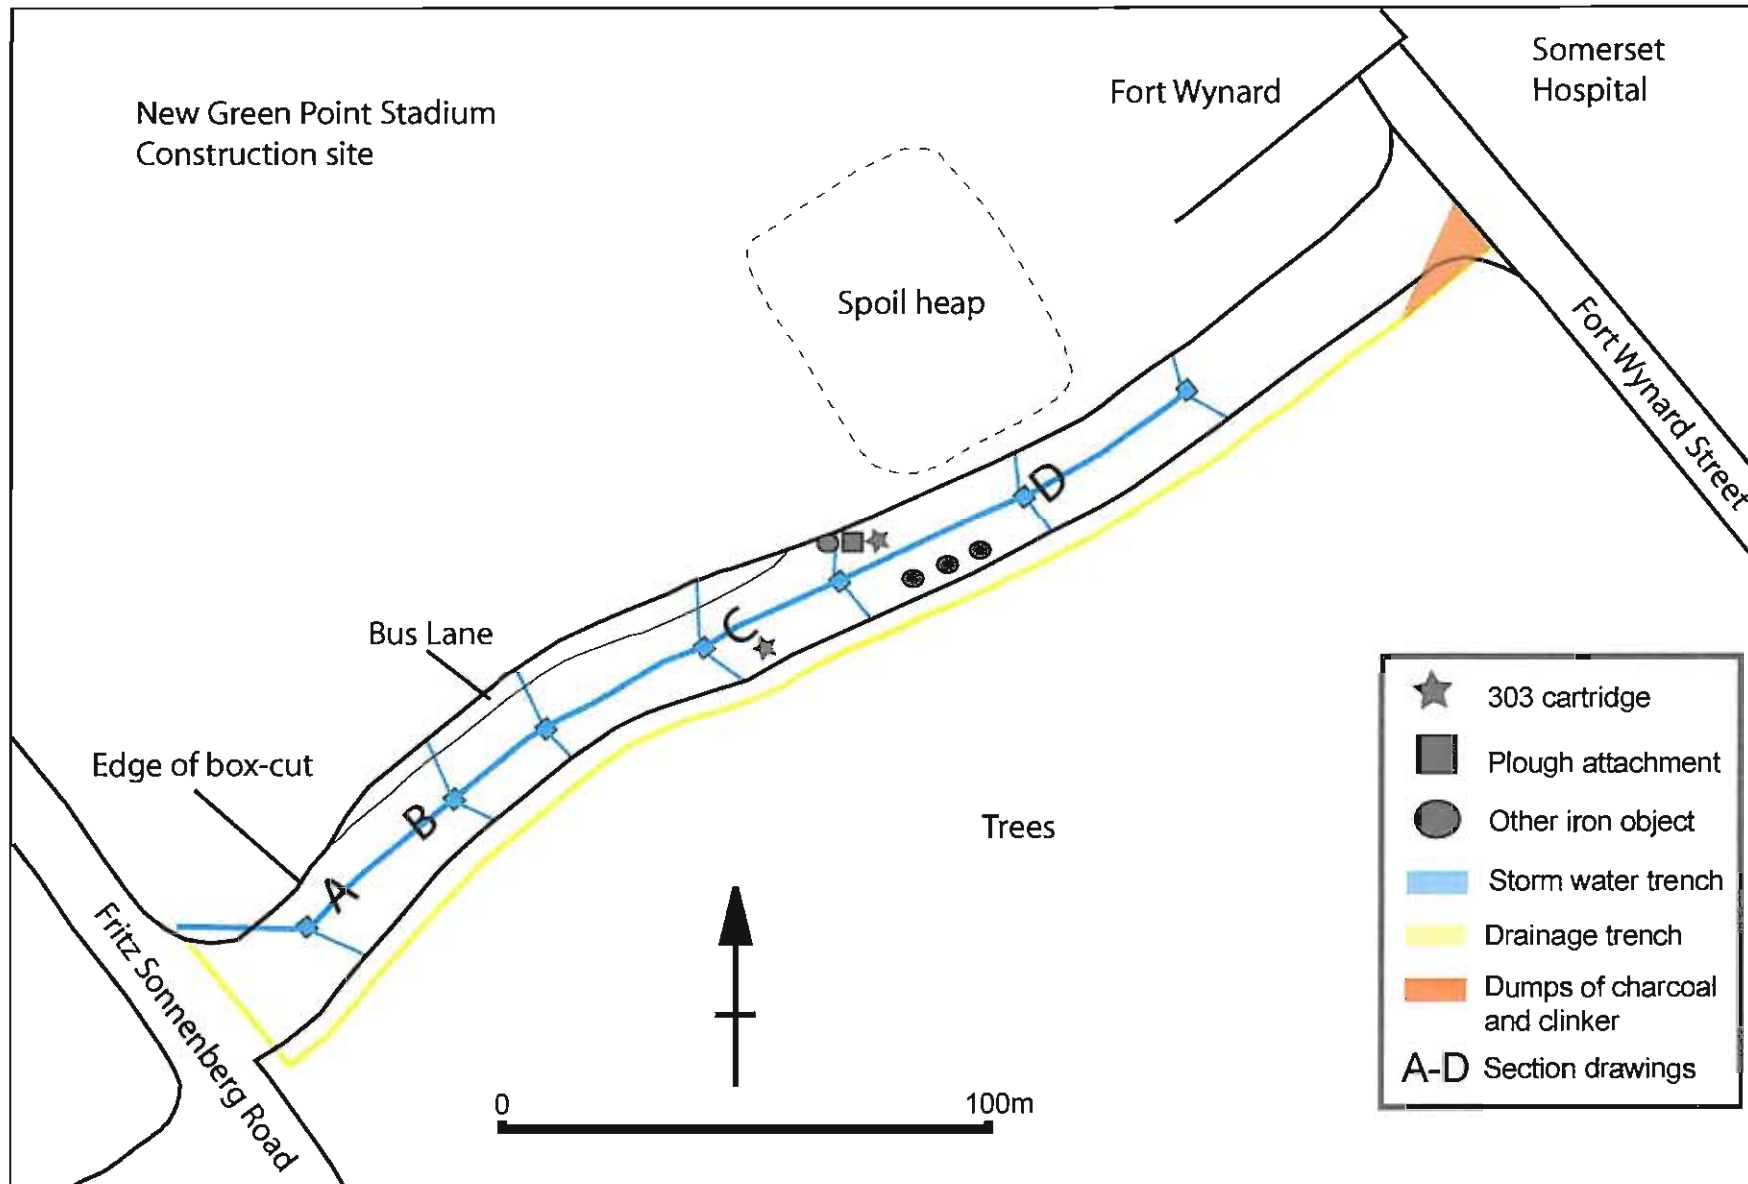 Somerset
Hospital
Fort Wynard
New Green Point Stadium
Construction site
Spoil heap
Fort Wynard Street
D
Bus Lane
C
303 cartridge
Plough attachment
Edge of box-cut
B
Other iron object
Trees
A
Storm water trench
Fritz Sonnenberg Road
Drainage trench
Dumps of charcoal
and clinker
A-D Section drawings
0 100m